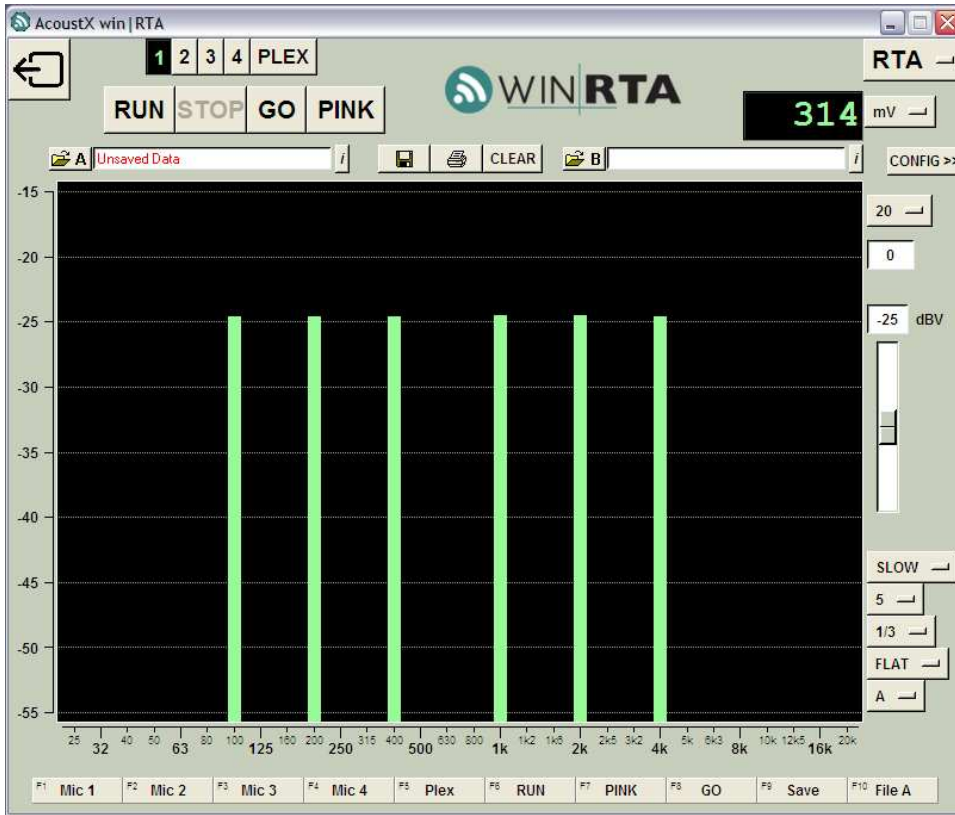 AcoustX win|RTA
1 2 3 4 PLEX
RUN STOP GO PINK
WIN|RTA
314
RTA
mV
A Unsaved Data i
CLEAR
B i
CONFIG >>
-15
-20
-25
-30
-35
-40
-45
-50
-55
20
0
-25 dBV
SLOW
5
1/3
FLAT
A
25 32 40 50 63 80 100 125 160 200 250 315 400 500 630 800 1k 1k2 1k6 2k 2k5 3k2 4k 5k 6k3 8k 10k 12k5 16k 20k
F1 Mic 1 F2 Mic 2 F3 Mic 3 F4 Mic 4 F5 Plex F6 RUN F7 PINK F8 GO F9 Save F10 File A